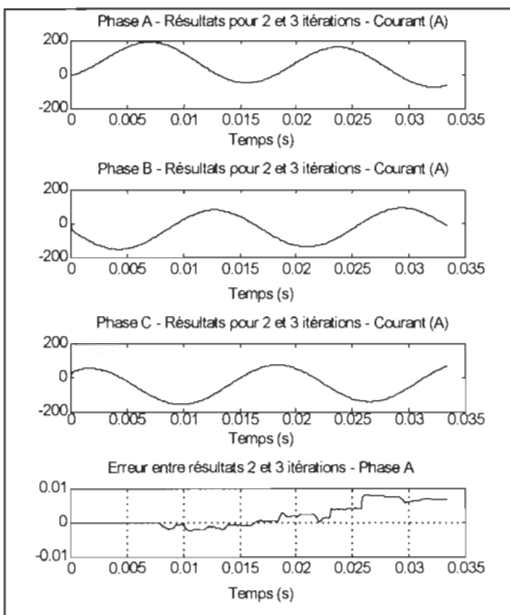 Phase A - Résultats pour 2 et 3 itérations - Courant (A)
200
0
-200
0 0.005 0.01 0.015 0.02 0.025 0.03 0.035
Temps (s)
Phase B - Résultats pour 2 et 3 itérations - Courant (A)
200
0
-200
0 0.005 0.01 0.015 0.02 0.025 0.03 0.035
Temps (s)
Phase C - Résultats pour 2 et 3 itérations - Courant (A)
200
0
-200
0 0.005 0.01 0.015 0.02 0.025 0.03 0.035
Temps (s)
Erreur entre résultats 2 et 3 itérations - Phase A
0.01
0
-0.01
0 0.005 0.01 0.015 0.02 0.025 0.03 0.035
Temps (s)